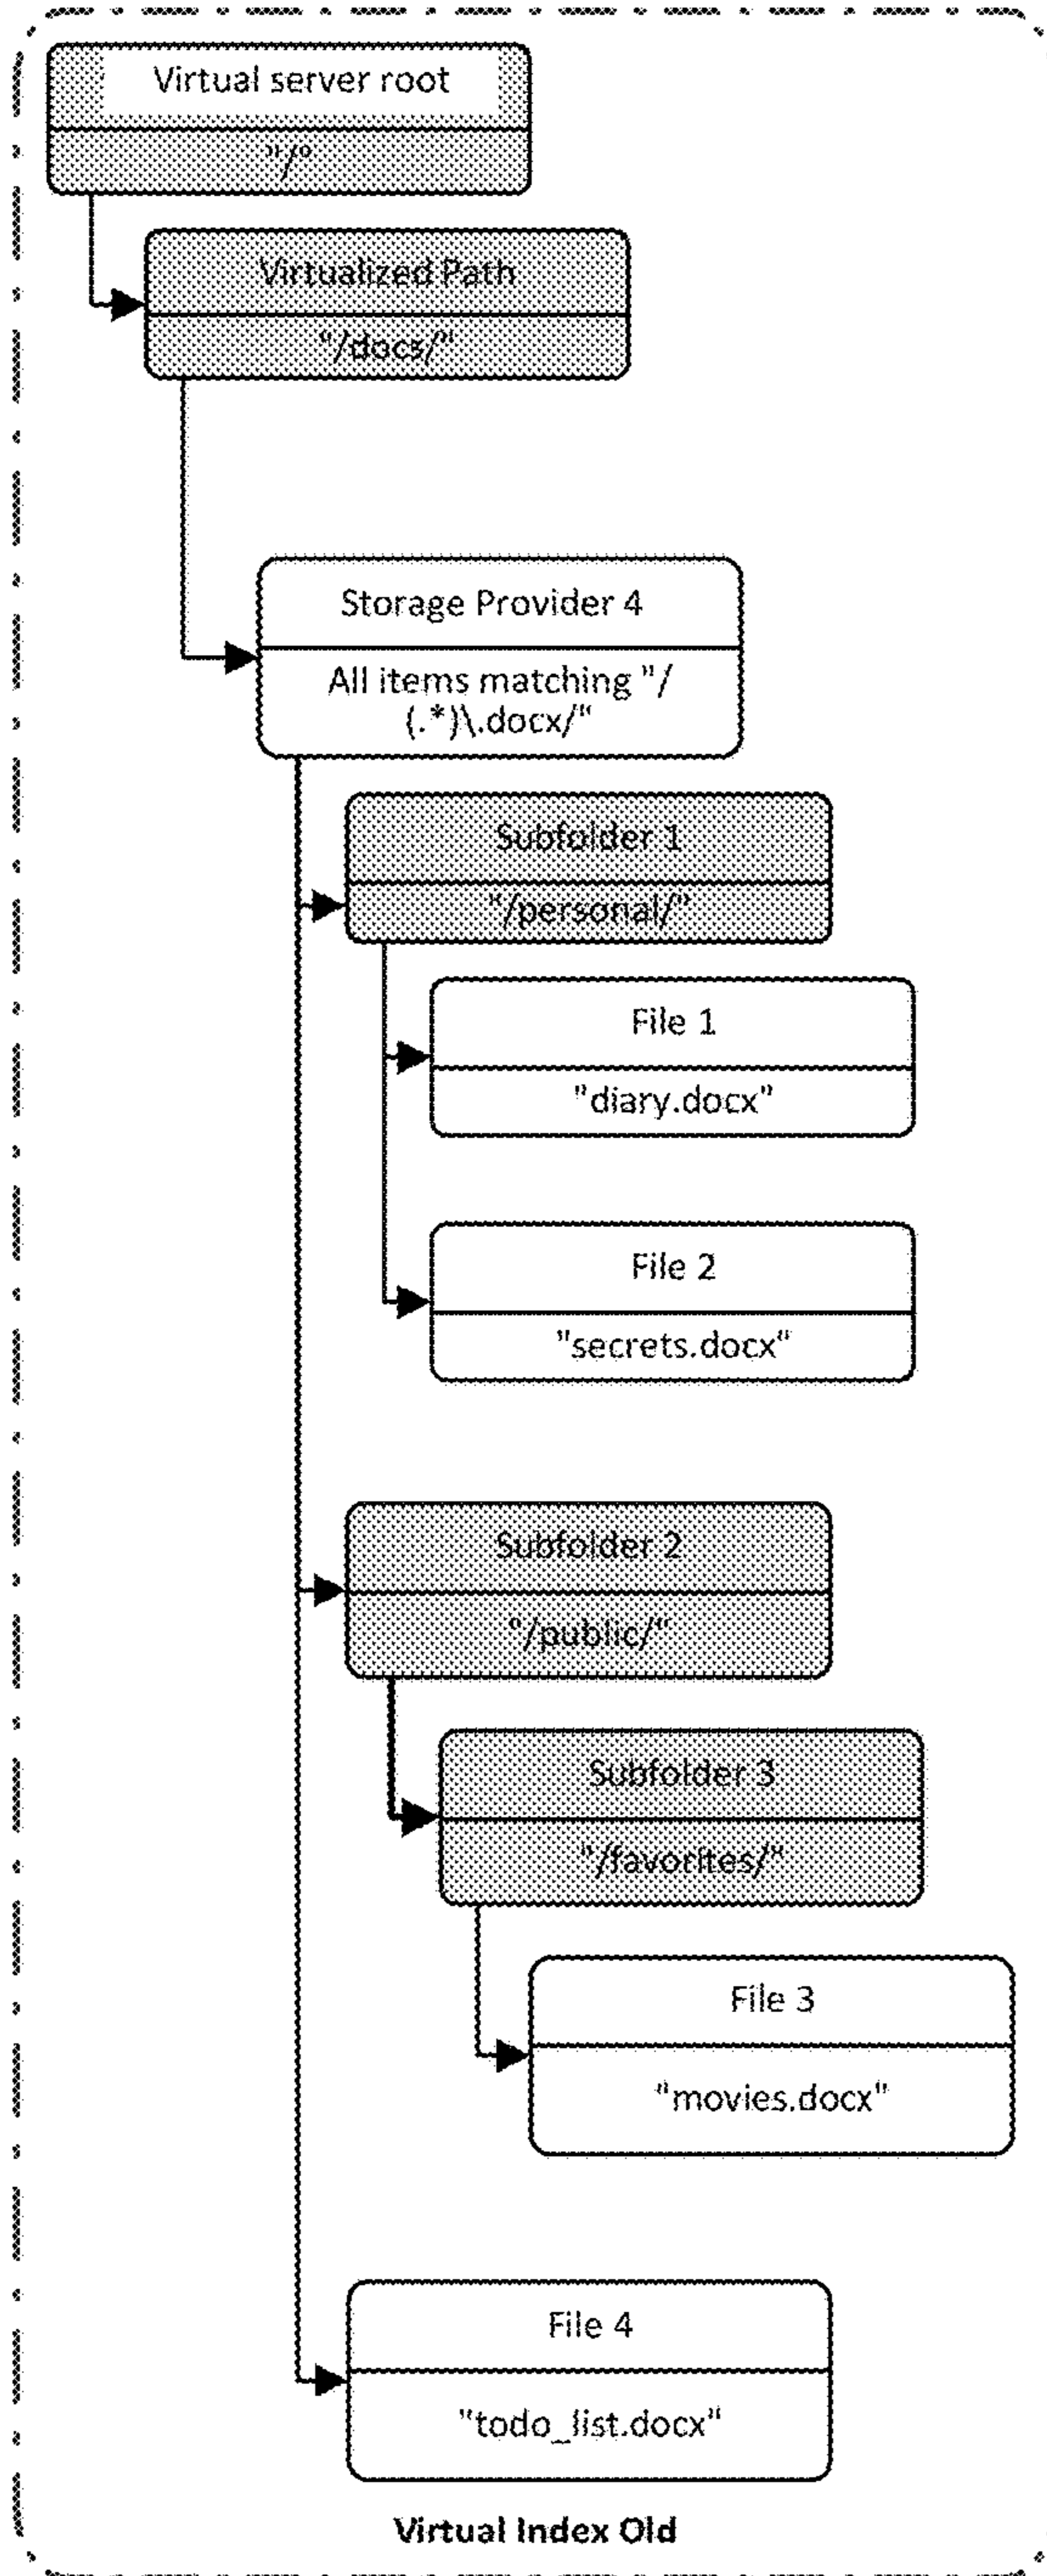 Virtual server root
"/"
Virtualized Path
"/docs/"
Storage Provider 4
All items matching "/
(.*)\.docx/"
Subfolder 1
"/personal/"
File 1
"diary.docx"
File 2
"secrets.docx"
Subfolder 2
"/public/"
Subfolder 3
"/favorites/"
File 3
"movies.docx"
File 4
"todo_list.docx"
Virtual Index Old